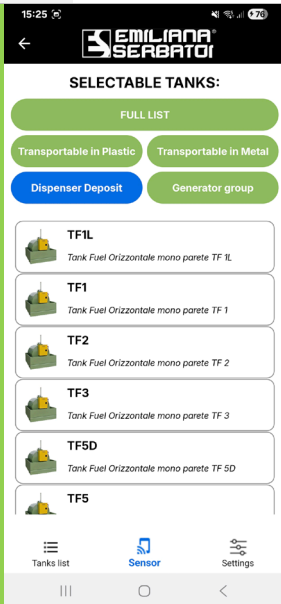 15:25
76
EMILIANA®
SERBATOI
SELECTABLE TANKS:
FULL LIST
Transportable in Plastic
Transportable in Metal
Dispenser Deposit
Generator group
TF1L
Tank Fuel Orizzontale mono parete TF 1L
TF1
Tank Fuel Orizzontale mono parete TF 1
TF2
Tank Fuel Orizzontale mono parete TF 2
TF3
Tank Fuel Orizzontale mono parete TF 3
TF5D
Tank Fuel Orizzontale mono parete TF 5D
TF5
Tanks list
Sensor
Settings